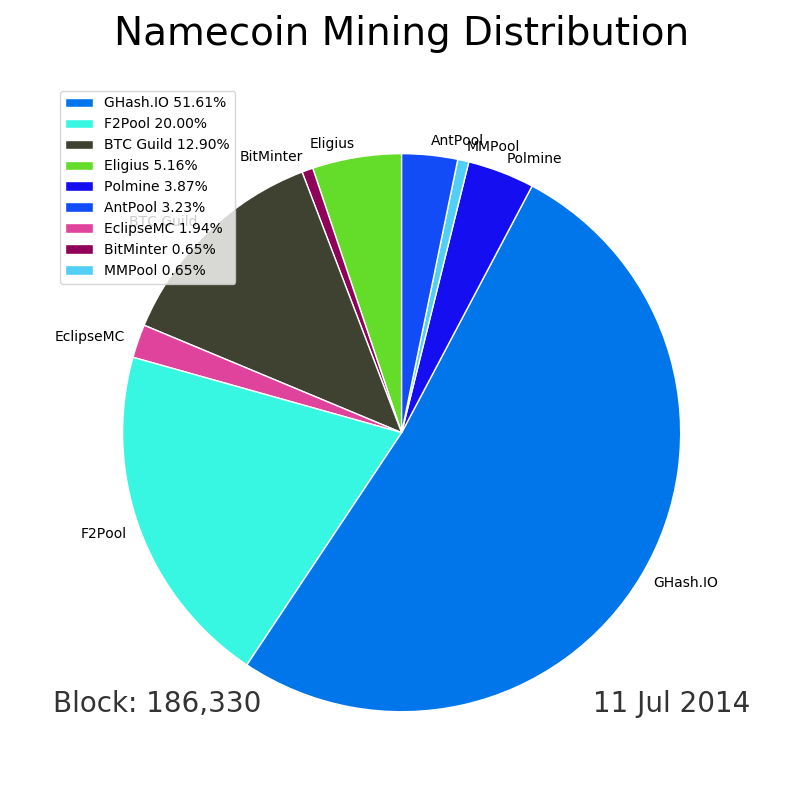 Namecoin Mining Distribution
GHash.IO 51.61%
F2Pool 20.00%
BTC Guild 12.90%
Eligius 5.16%
Polmine 3.87%
AntPool 3.23%
EclipseMC 1.94%
BitMinter 0.65%
MMPool 0.65%
AntPool
MMPool
Polmine
Eligius
BitMinter
BTC Guild
EclipseMC
F2Pool
GHash.IO
Block: 186,330
11 Jul 2014